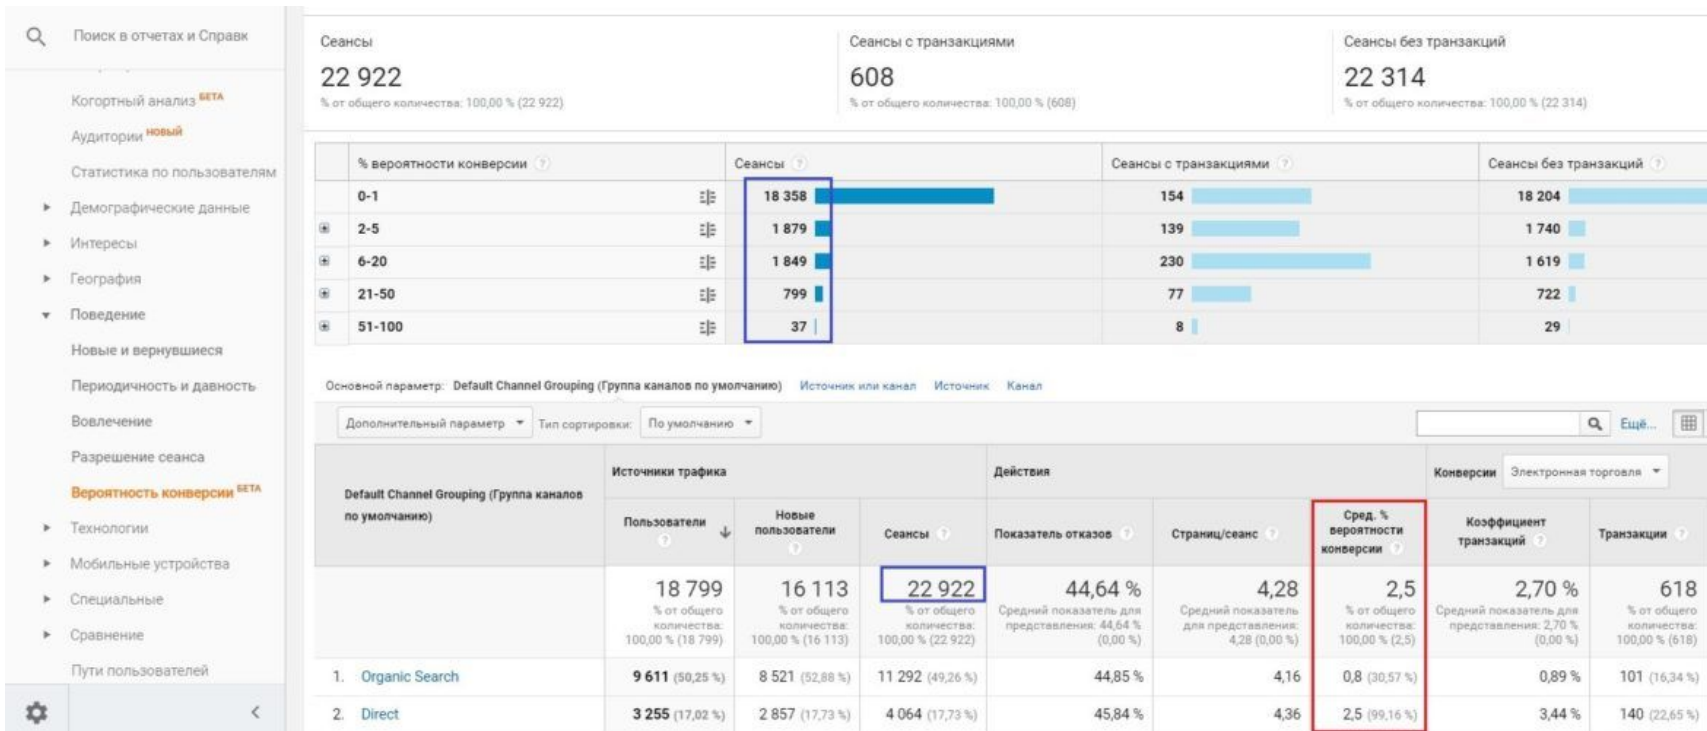 Поиск в отчетах и Справк
Когортный анализ БЕТА
Аудитории НОВЫЙ
Статистика по пользователям
Демографические данные
Интересы
География
Поведение
Новые и вернувшиеся
Периодичность и давность
Вовлечение
Разрешение сеанса
Вероятность конверсии БЕТА
Технологии
Мобильные устройства
Специальные
Сравнение
Пути пользователей
Сеансы
22 922
% от общего количества: 100,00 % (22 922)
Сеансы с транзакциями
608
% от общего количества: 100,00 % (608)
Сеансы без транзакций
22 314
% от общего количества: 100,00 % (22 314)
% вероятности конверсии ? Сеансы ? Сеансы с транзакциями ? Сеансы без транзакций ?
0-1 18 358 154 18 204
2-5 1 879 139 1 740
6-20 1 849 230 1 619
21-50 799 77 722
51-100 37 8 29
Основной параметр: Default Channel Grouping (Группа каналов по умолчанию) Источник или канал Источник Канал
Дополнительный параметр Тип сортировки: По умолчанию Ещё...
Default Channel Grouping (Группа каналов
по умолчанию)
Источники трафика
Действия
Конверсии Электронная торговля
Пользователи
?
Новые
пользователи
?
Сеансы ?
Показатель отказов ?
Страниц/сеанс ?
Сред. %
вероятности
конверсии ?
Коэффициент
транзакций ?
Транзакции ?
18 799
% от общего
количества:
100,00 % (18 799)
16 113
% от общего
количества:
100,00 % (16 113)
22 922
% от общего
количества:
100,00 % (22 922)
44,64 %
Средний показатель для
представления: 44,64 %
(0,00 %)
4,28
Средний показатель
для представления:
4,28 (0,00 %)
2,5
% от общего
количества:
100,00 % (2,5)
2,70 %
Средний показатель для
представления: 2,70 %
(0,00 %)
618
% от общего
количества:
100,00 % (618)
1. Organic Search 9 611 (50,25 %) 8 521 (52,88 %) 11 292 (49,26 %) 44,85 % 4,16 0,8 (30,57 %) 0,89 % 101 (16,34 %)
2. Direct 3 255 (17,02 %) 2 857 (17,73 %) 4 064 (17,73 %) 45,84 % 4,36 2,5 (99,16 %) 3,44 % 140 (22,65 %)